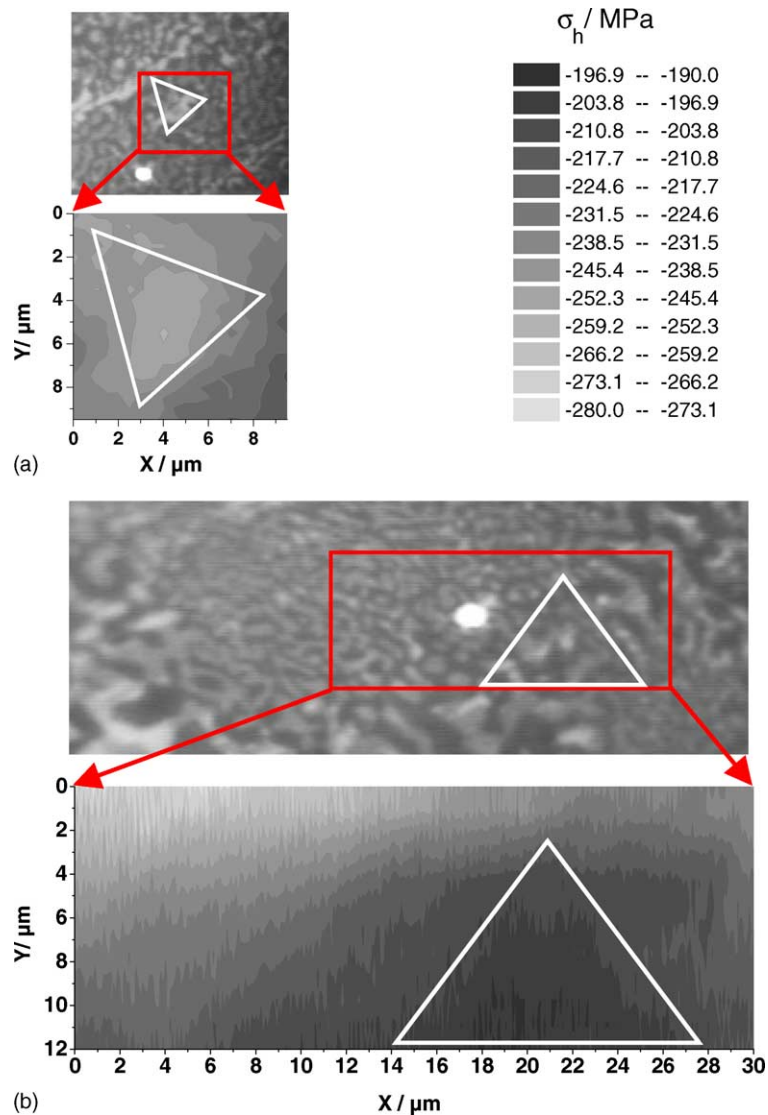 σh/ MPa
-196.9 -- -190.0
-203.8 -- -196.9
-210.8 -- -203.8
-217.7 -- -210.8
-224.6 -- -217.7
-231.5 -- -224.6
-238.5 -- -231.5
-245.4 -- -238.5
-252.3 -- -245.4
-259.2 -- -252.3
-266.2 -- -259.2
-273.1 -- -266.2
-280.0 -- -273.1
0
2
4
6
8
Y/ µm
0 2 4 6 8
X / µm
(a)
0
2
4
6
8
10
12
Y/ µm
0 2 4 6 8 10 12 14 16 18 20 22 24 26 28 30
X / µm
(b)